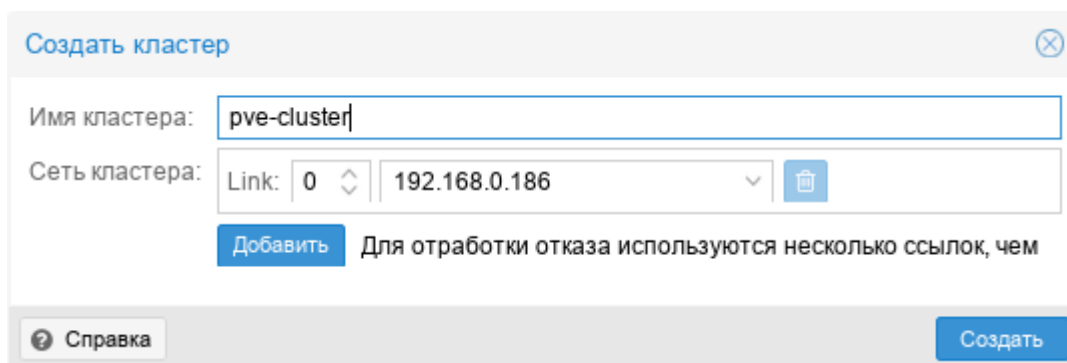 Создать кластер
Имя кластера: pve-cluster
Сеть кластера: Link: 0 192.168.0.186
Добавить Для отработки отказа используются несколько ссылок, чем
Справка Создать